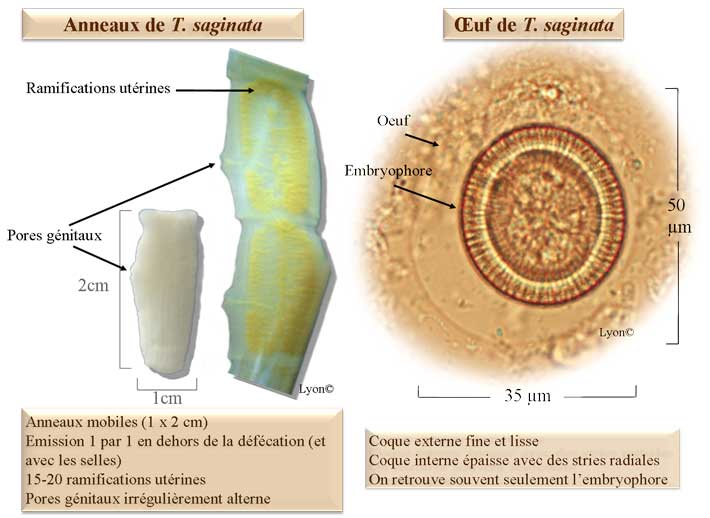 Anneaux de T. saginata
Ramifications utérines
Pores génitaux
2cm
1cm
Lyon©
Anneaux mobiles (1 x 2 cm)
Emission 1 par 1 en dehors de la défécation (et
avec les selles)
15-20 ramifications utérines
Pores génitaux irrégulièrement alterne
Œuf de T. saginata
Oeuf
Embryophore
50
µm
Lyon©
35 µm
Coque externe fine et lisse
Coque interne épaisse avec des stries radiales
On retrouve souvent seulement l’embryophore